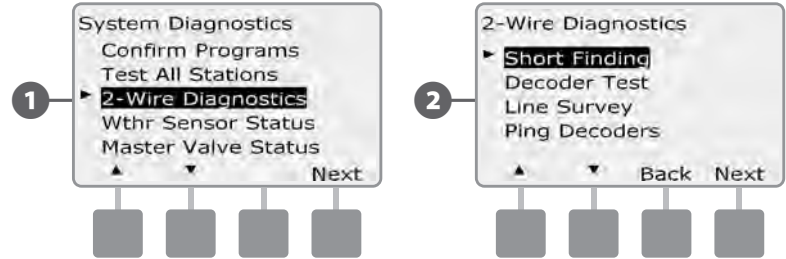 1
System Diagnostics
Confirm Programs
Test All Stations
► 2-Wire Diagnostics
Wthr Sensor Status
Master Valve Status
▲ ▼ Next
2
2-Wire Diagnostics
► Short Finding
Decoder Test
Line Survey
Ping Decoders
▲ ▼ Back Next